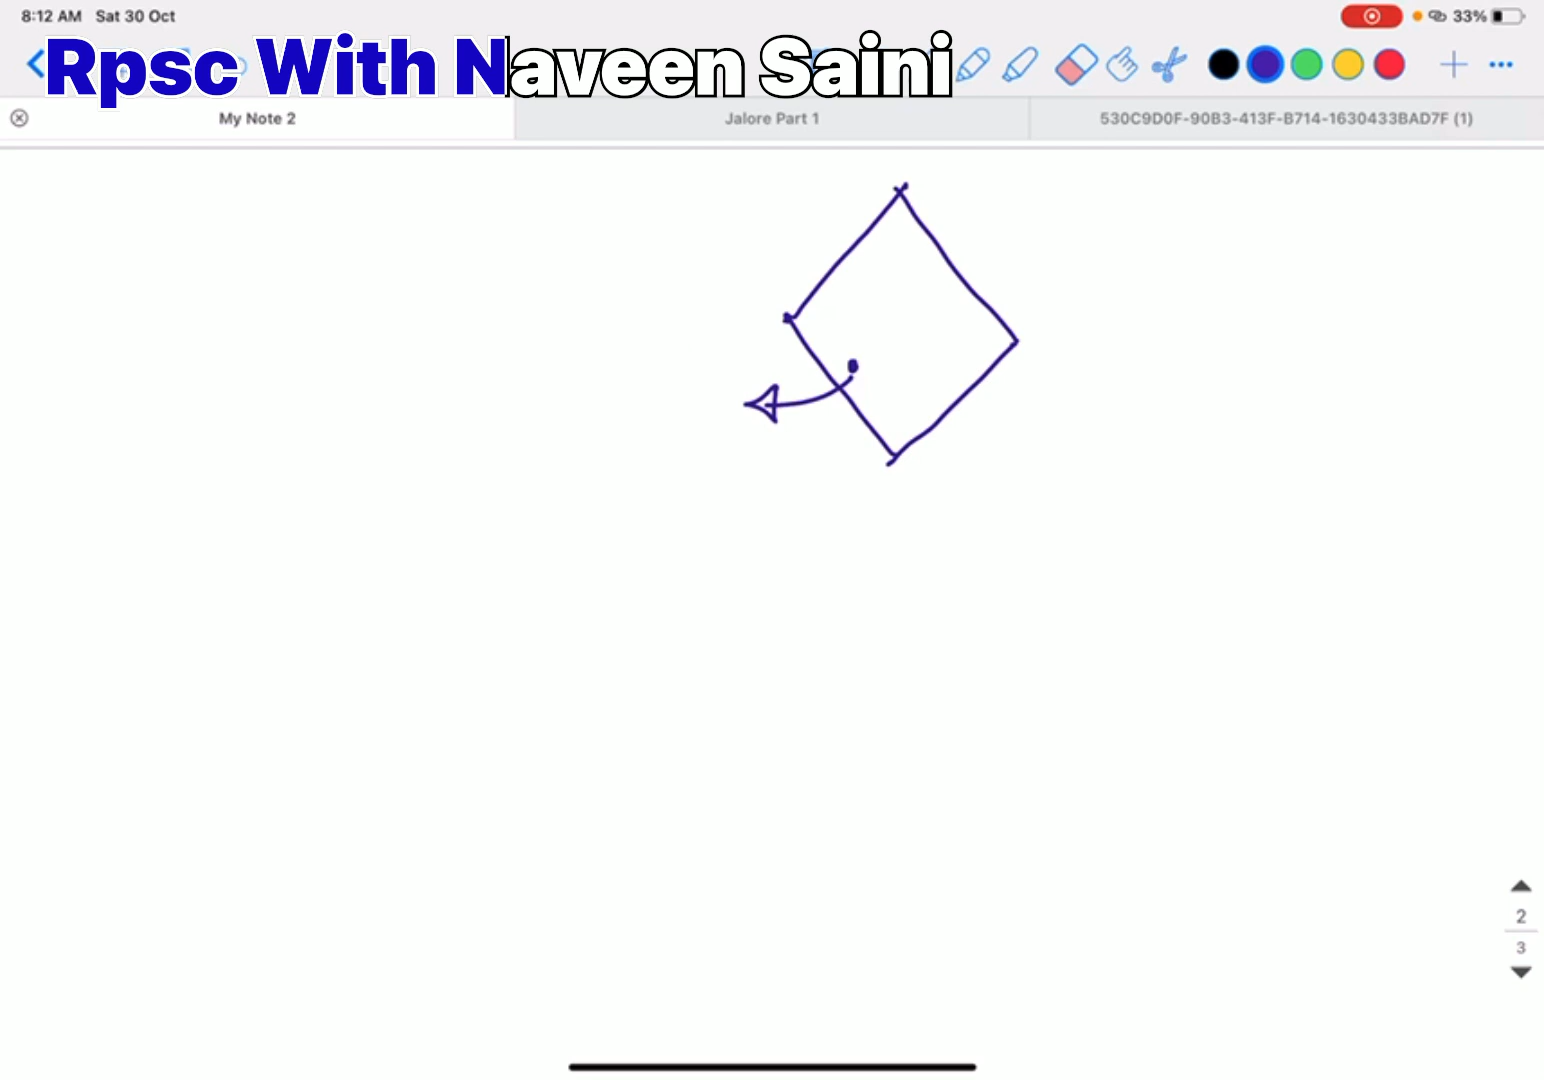 8:12 AM Sat 30 Oct
33%
Rpsc With Naveen Saini
My Note 2
Jalore Part 1
530C9D0F-90B3-413F-B714-1630433BAD7F (1)
2
3